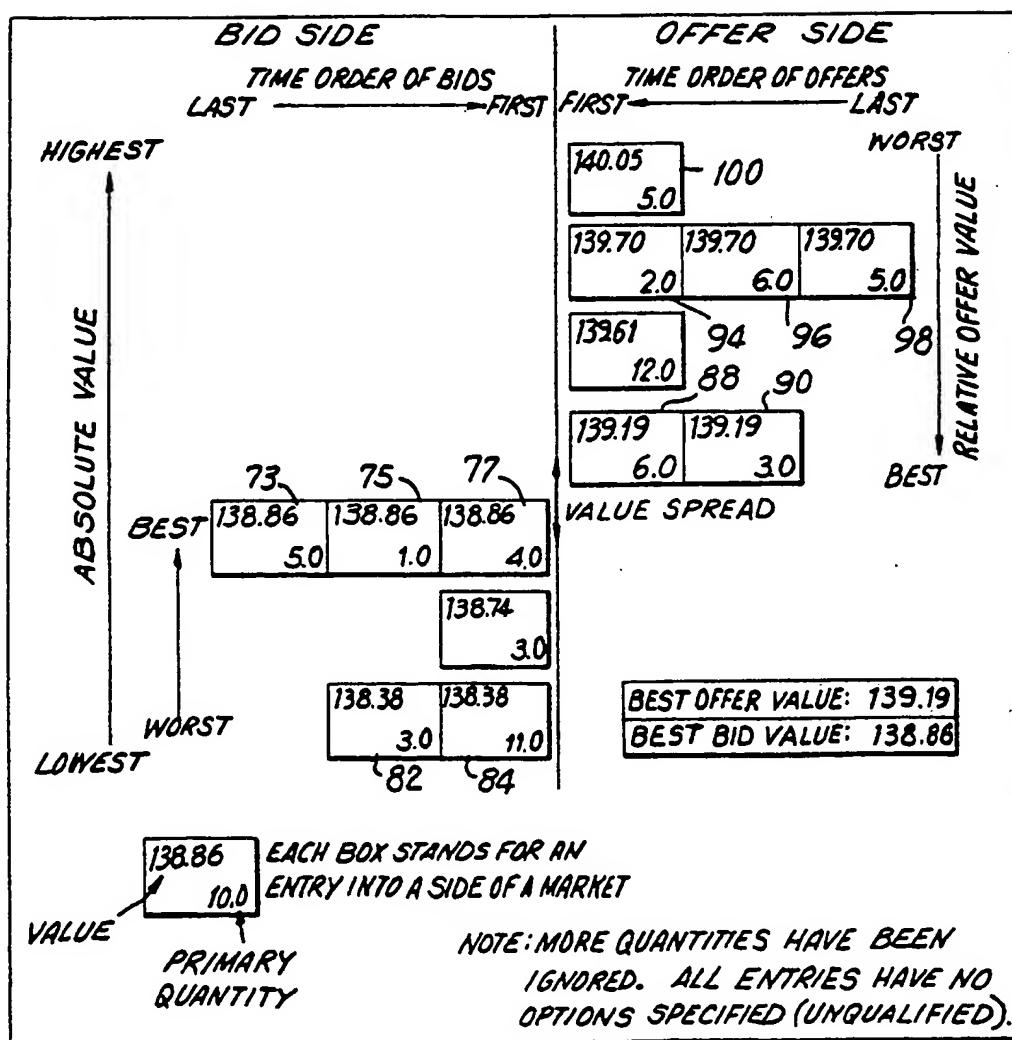 BID SIDE
OFFER SIDE
TIME ORDER OF BIDS
LAST FIRST
TIME ORDER OF OFFERS
FIRST LAST
HIGHEST
ABSOLUTE VALUE
LOWEST
WORST
RELATIVE OFFER VALUE
BEST
140.05
5.0
100
139.70 139.70 139.70
2.0 6.0 5.0
94 96 98
139.61
12.0
88 90
139.19 139.19
6.0 3.0
VALUE SPREAD
73 75 77
BEST
138.86 138.86 138.86
5.0 1.0 4.0
138.74
3.0
WORST
138.38 138.38
3.0 11.0
82 84
BEST OFFER VALUE: 139.19
BEST BID VALUE: 138.86
138.86
10.0
VALUE
PRIMARY
QUANTITY
EACH BOX STANDS FOR AN
ENTRY INTO A SIDE OF A MARKET
NOTE: MORE QUANTITIES HAVE BEEN
IGNORED. ALL ENTRIES HAVE NO
OPTIONS SPECIFIED (UNQUALIFIED).